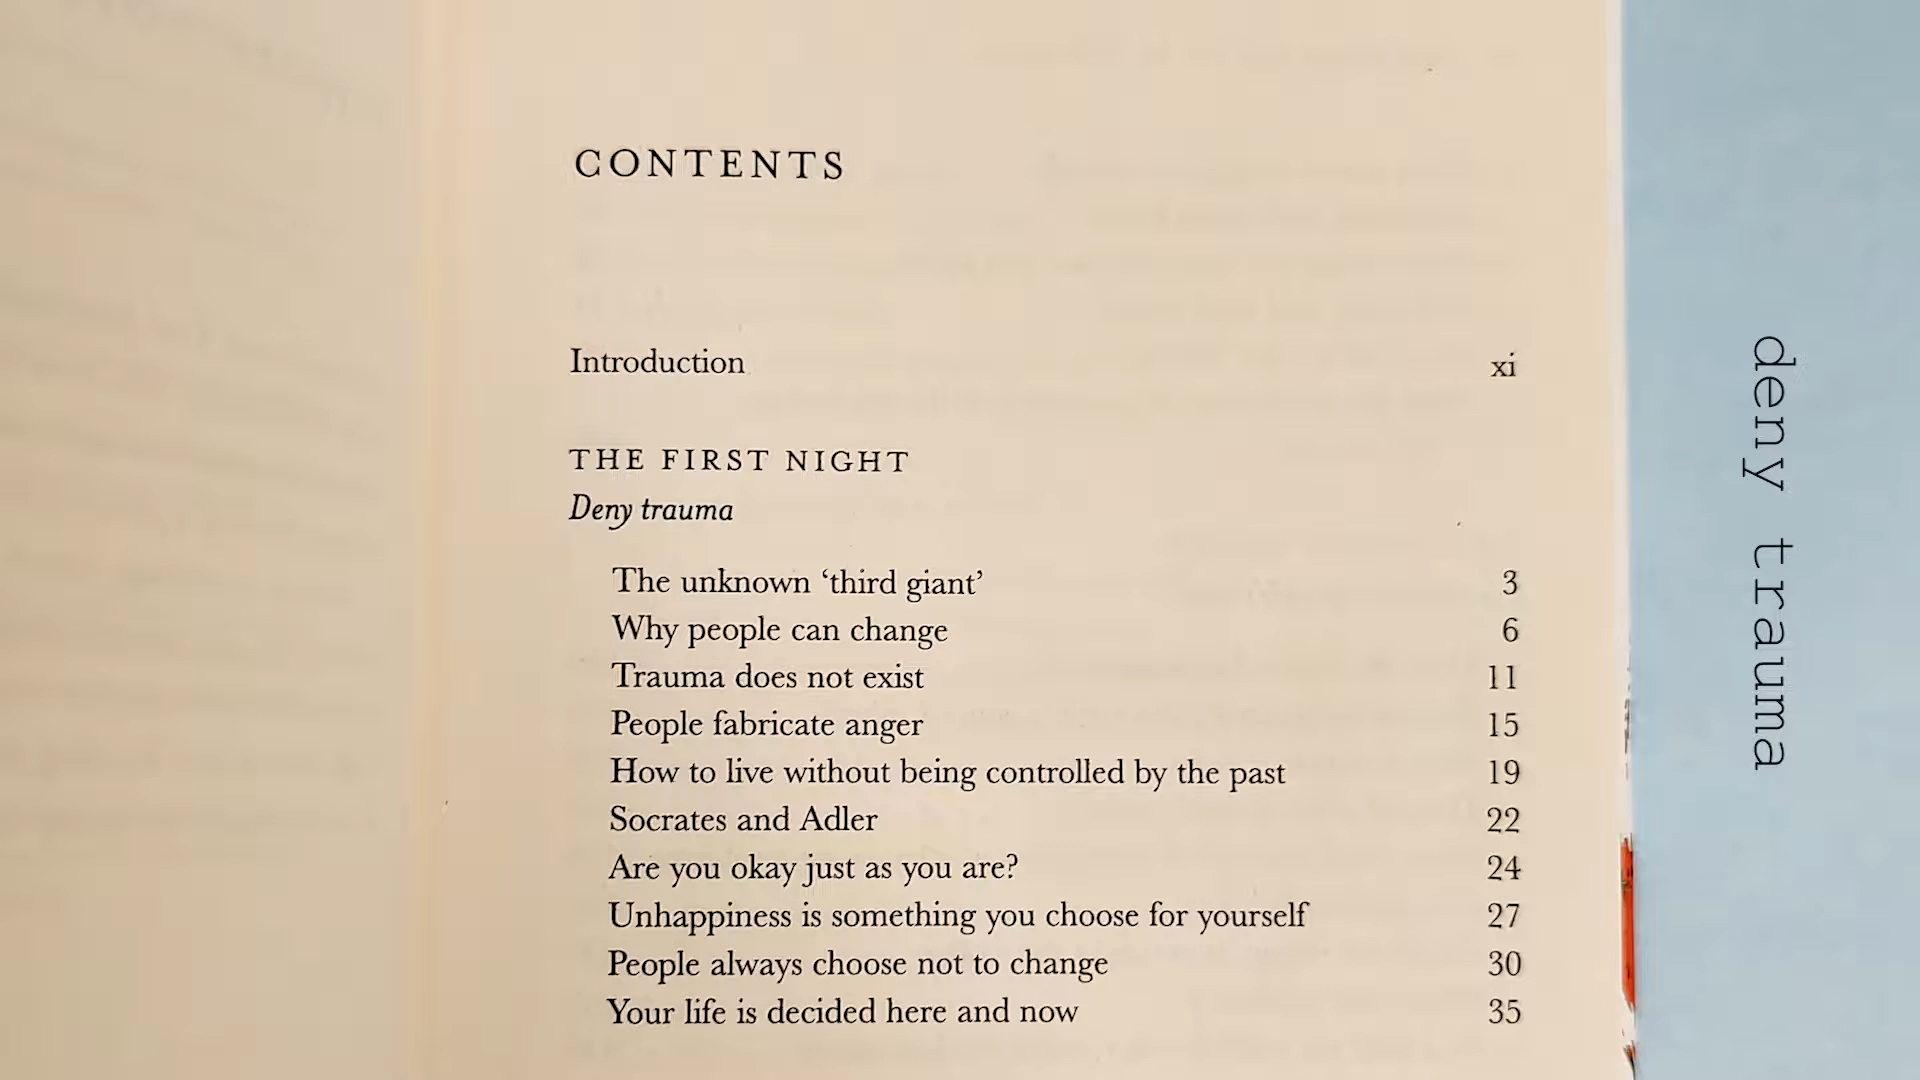 CONTENTS
Introduction xi
THE FIRST NIGHT
Deny trauma
The unknown ‘third giant’ 3
Why people can change 6
Trauma does not exist 11
People fabricate anger 15
How to live without being controlled by the past 19
Socrates and Adler 22
Are you okay just as you are? 24
Unhappiness is something you choose for yourself 27
People always choose not to change 30
Your life is decided here and now 35
deny trauma